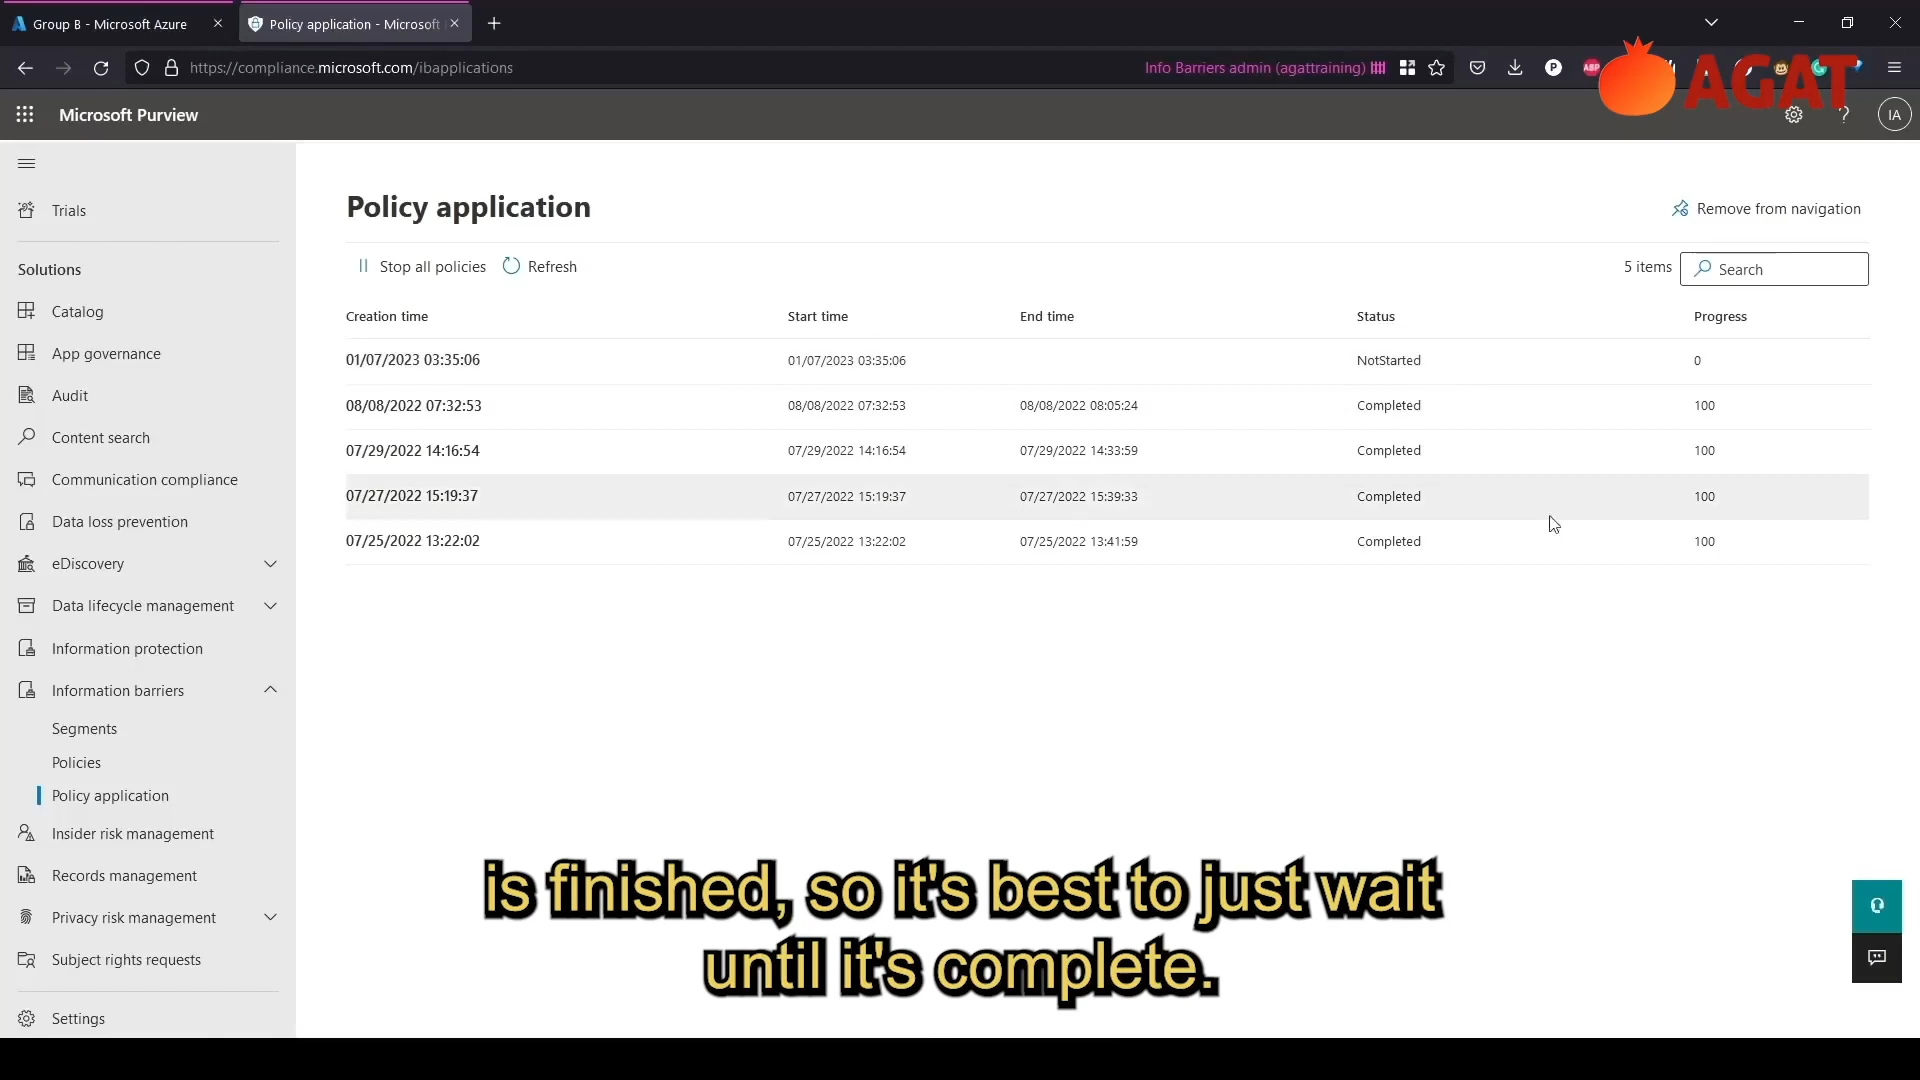 Group B - Microsoft Azure
Policy application - Microsoft
https://compliance.microsoft.com/ibapplications
Info Barriers admin (agattraining)
P
ABP
AGAT
Microsoft Purview
?
IA
Trials
Solutions
Catalog
App governance
Audit
Content search
Communication compliance
Data loss prevention
eDiscovery
Data lifecycle management
Information protection
Information barriers
Segments
Policies
Policy application
Insider risk management
Records management
Privacy risk management
Subject rights requests
Settings
Policy application
Remove from navigation
Stop all policies
Refresh
5 items
Search
Creation time Start time End time Status Progress
01/07/2023 03:35:06 01/07/2023 03:35:06 NotStarted 0
08/08/2022 07:32:53 08/08/2022 07:32:53 08/08/2022 08:05:24 Completed 100
07/29/2022 14:16:54 07/29/2022 14:16:54 07/29/2022 14:33:59 Completed 100
07/27/2022 15:19:37 07/27/2022 15:19:37 07/27/2022 15:39:33 Completed 100
07/25/2022 13:22:02 07/25/2022 13:22:02 07/25/2022 13:41:59 Completed 100
is finished, so it's best to just wait
until it's complete.